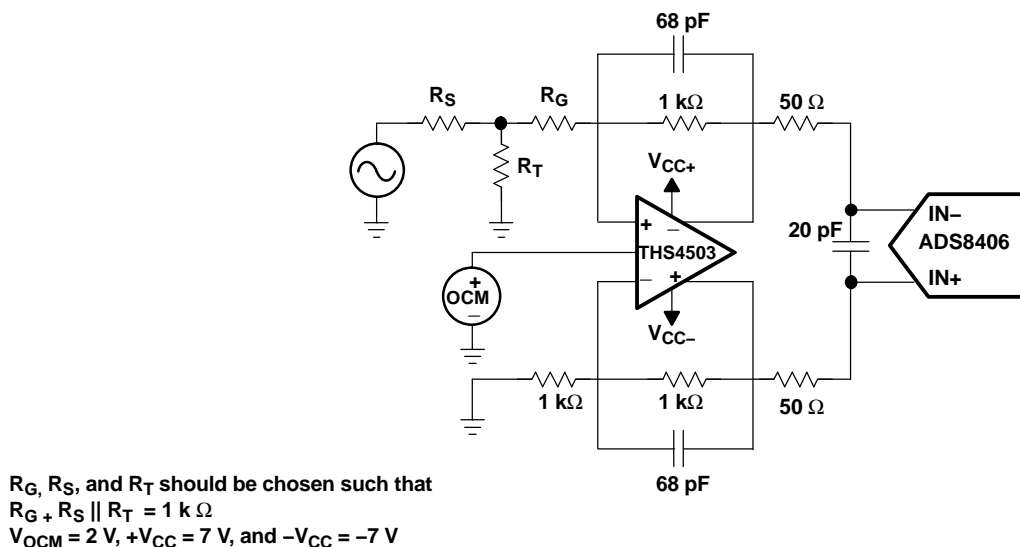 68 pF
R_S
R_G
1 kΩ
50 Ω
R_T
V_CC+
+
−
IN−
20 pF
ADS8406
THS4503
IN+
+
OCM
−
−
+
V_CC−
1 kΩ
1 kΩ
50 Ω
68 pF
R_G, R_S, and R_T should be chosen such that
R_G + R_S || R_T = 1 k Ω
V_OCM = 2 V, +V_CC = 7 V, and −V_CC = −7 V